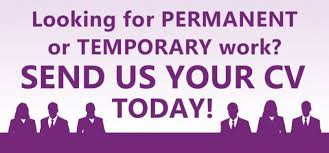 Looking for PERMANENT
or TEMPORARY work?
SEND US YOUR CV
TODAY!